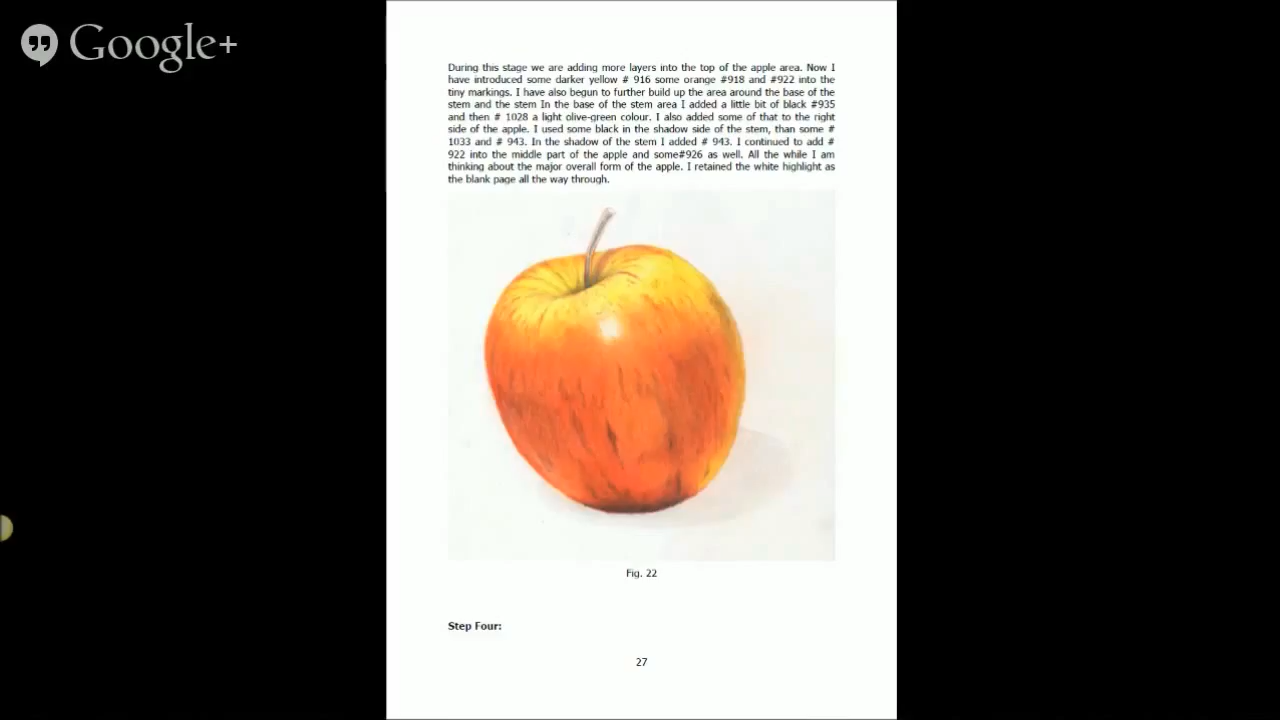 Google+
During this stage we are adding more layers into the top of the apple area. Now I
have introduced some darker yellow # 916 some orange #918 and #922 into the
tiny markings. I have also begun to further build up the area around the base of the
stem and the stem In the base of the stem area I added a little bit of black #935
and then # 1028 a light olive-green colour. I also added some of that to the right
side of the apple. I used some black in the shadow side of the stem, than some #
1033 and # 943. In the shadow of the stem I added # 943. I continued to add #
922 into the middle part of the apple and some#926 as well. All the while I am
thinking about the major overall form of the apple. I retained the white highlight as
the blank page all the way through.
Fig. 22
Step Four:
27